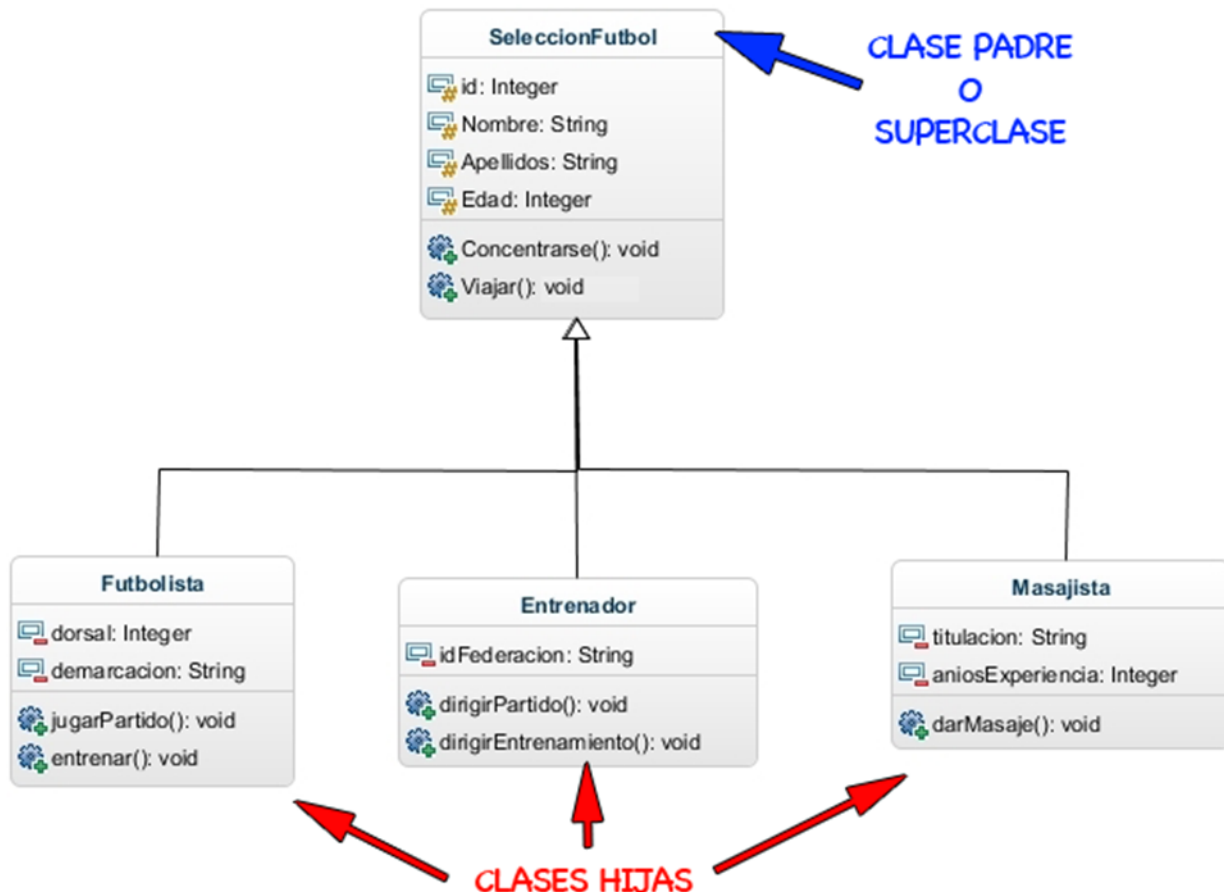 SeleccionFutbol
id: Integer
Nombre: String
Apellidos: String
Edad: Integer
Concentrarse(): void
Viajar(): void
CLASE PADRE
O
SUPERCLASE
Futbolista
dorsal: Integer
demarcacion: String
jugarPartido(): void
entrenar(): void
Entrenador
idFederacion: String
dirigirPartido(): void
dirigirEntrenamiento(): void
Masajista
titulacion: String
aniosExperiencia: Integer
darMasaje(): void
CLASES HIJAS